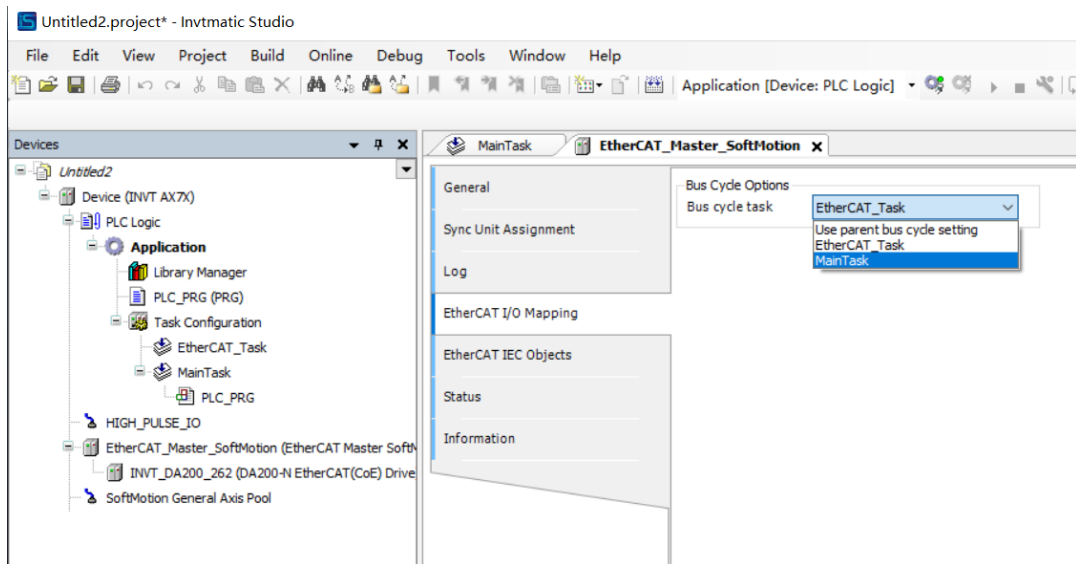 Untitled2.project* - Invtmatic Studio
File Edit View Project Build Online Debug Tools Window Help
Application [Device: PLC Logic]
Devices
Untitled2
Device (INVT AX7X)
PLC Logic
Application
Library Manager
PLC_PRG (PRG)
Task Configuration
EtherCAT_Task
MainTask
PLC_PRG
HIGH_PULSE_IO
EtherCAT_Master_SoftMotion (EtherCAT Master SoftM
INVT_DA200_262 (DA200-N EtherCAT(CoE) Drive
SoftMotion General Axis Pool
MainTask EtherCAT_Master_SoftMotion
General
Sync Unit Assignment
Log
EtherCAT I/O Mapping
EtherCAT IEC Objects
Status
Information
Bus Cycle Options
Bus cycle task EtherCAT_Task
Use parent bus cycle setting
EtherCAT_Task
MainTask